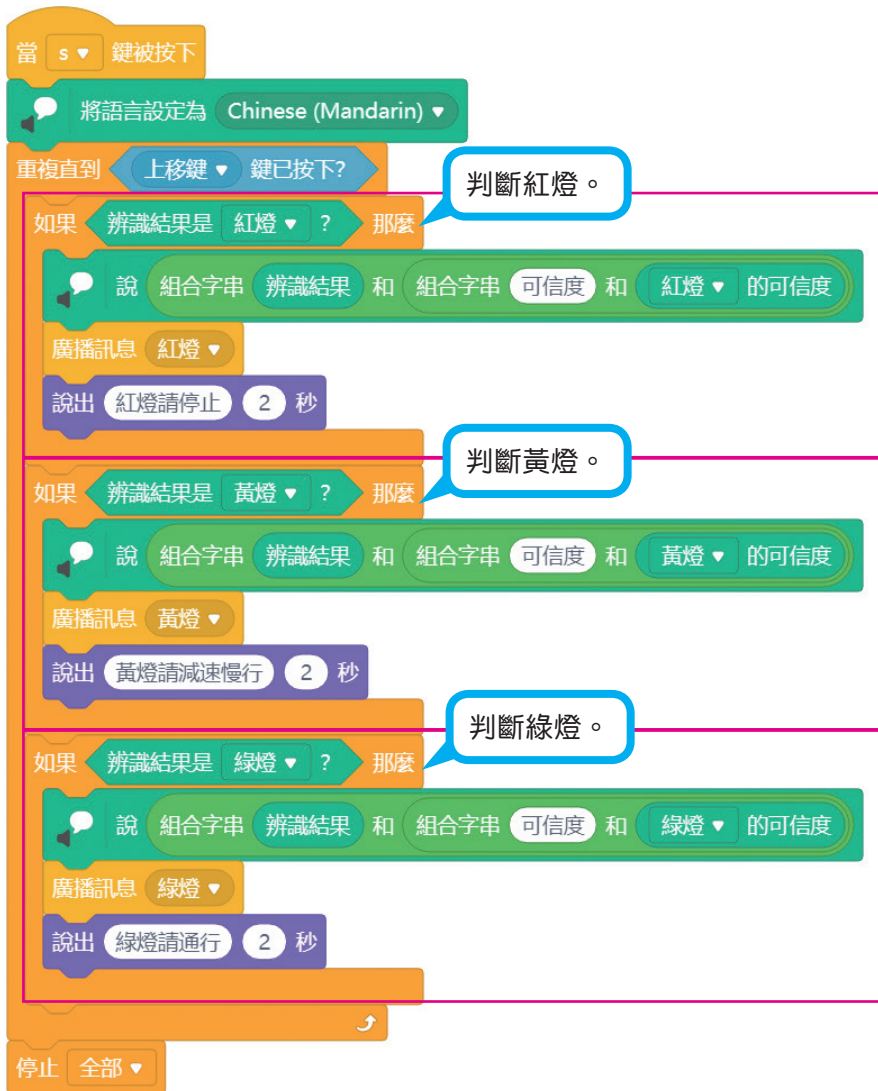 當 s 鍵被按下
將語言設定為 Chinese (Mandarin)
重複直到 上移鍵 鍵已按下?
判斷紅燈。
如果 辨識結果是 紅燈 ? 那麼
說 組合字串 辨識結果 和 組合字串 可信度 和 紅燈 的可信度
廣播訊息 紅燈
說出 紅燈請停止 2 秒
判斷黃燈。
如果 辨識結果是 黃燈 ? 那麼
說 組合字串 辨識結果 和 組合字串 可信度 和 黃燈 的可信度
廣播訊息 黃燈
說出 黃燈請減速慢行 2 秒
判斷綠燈。
如果 辨識結果是 綠燈 ? 那麼
說 組合字串 辨識結果 和 組合字串 可信度 和 綠燈 的可信度
廣播訊息 綠燈
說出 綠燈請通行 2 秒
停止 全部